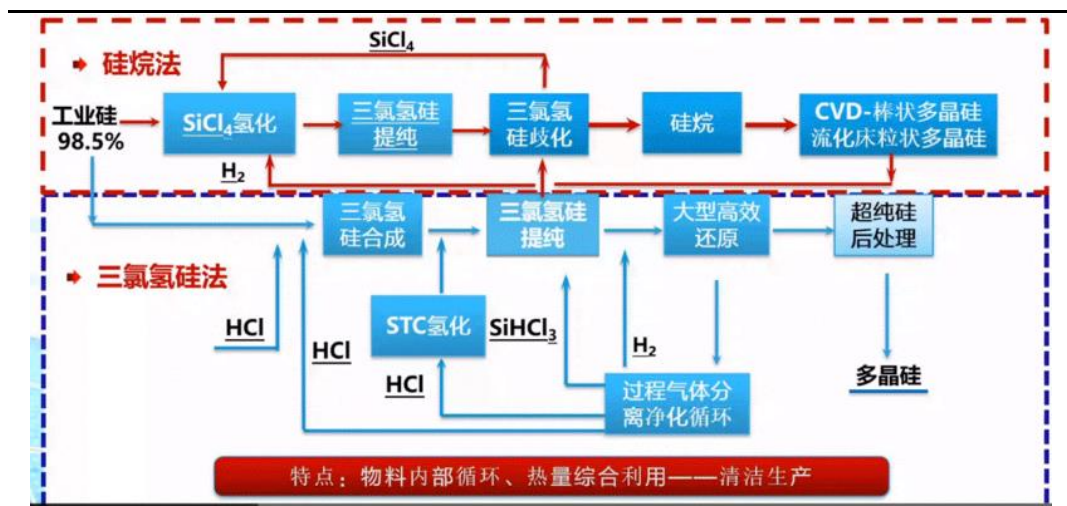 SiCl4
硅烷法
工业硅
98.5%
SiCl4氢化
三氯氢硅
提纯
三氯氢
硅歧化
硅烷
CVD-棒状多晶硅
流化床粒状多晶硅
H2
三氯氢
硅合成
三氯氢硅
提纯
大型高效
还原
超纯硅
后处理
三氯氢硅法
HCl
HCl
STC氢化
SiHCl3
H2
HCl
过程气体分
离净化循环
多晶硅
特点：物料内部循环、热量综合利用——清洁生产